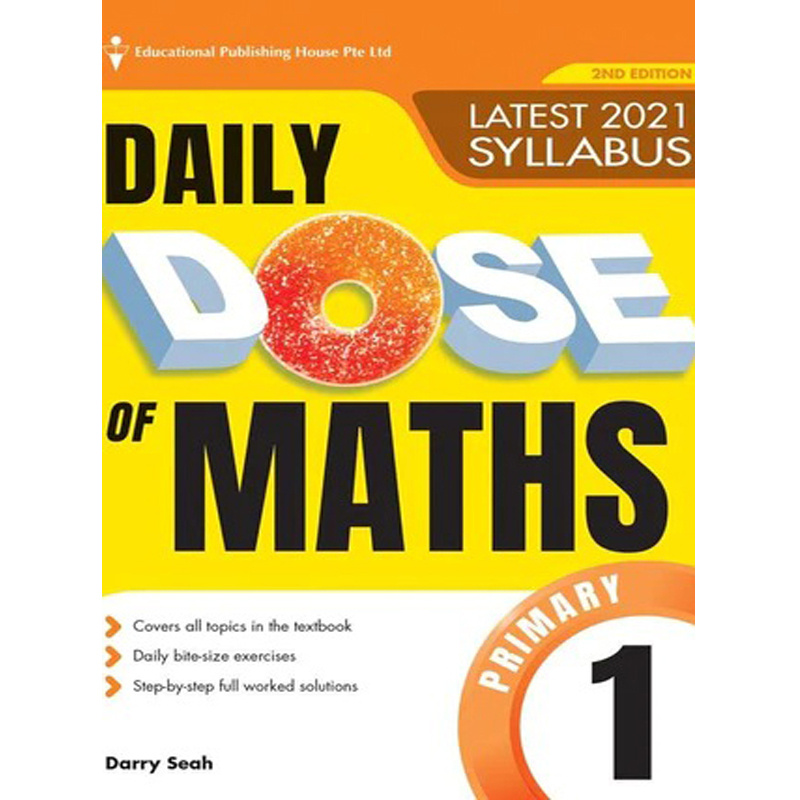 Educational Publishing House Pte Ltd
2ND EDITION
LATEST 2021
SYLLABUS
DAILY
DOSE
OF MATHS
Covers all topics in the textbook
Daily bite-size exercises
Step-by-step full worked solutions
PRIMARY
1
Darry Seah